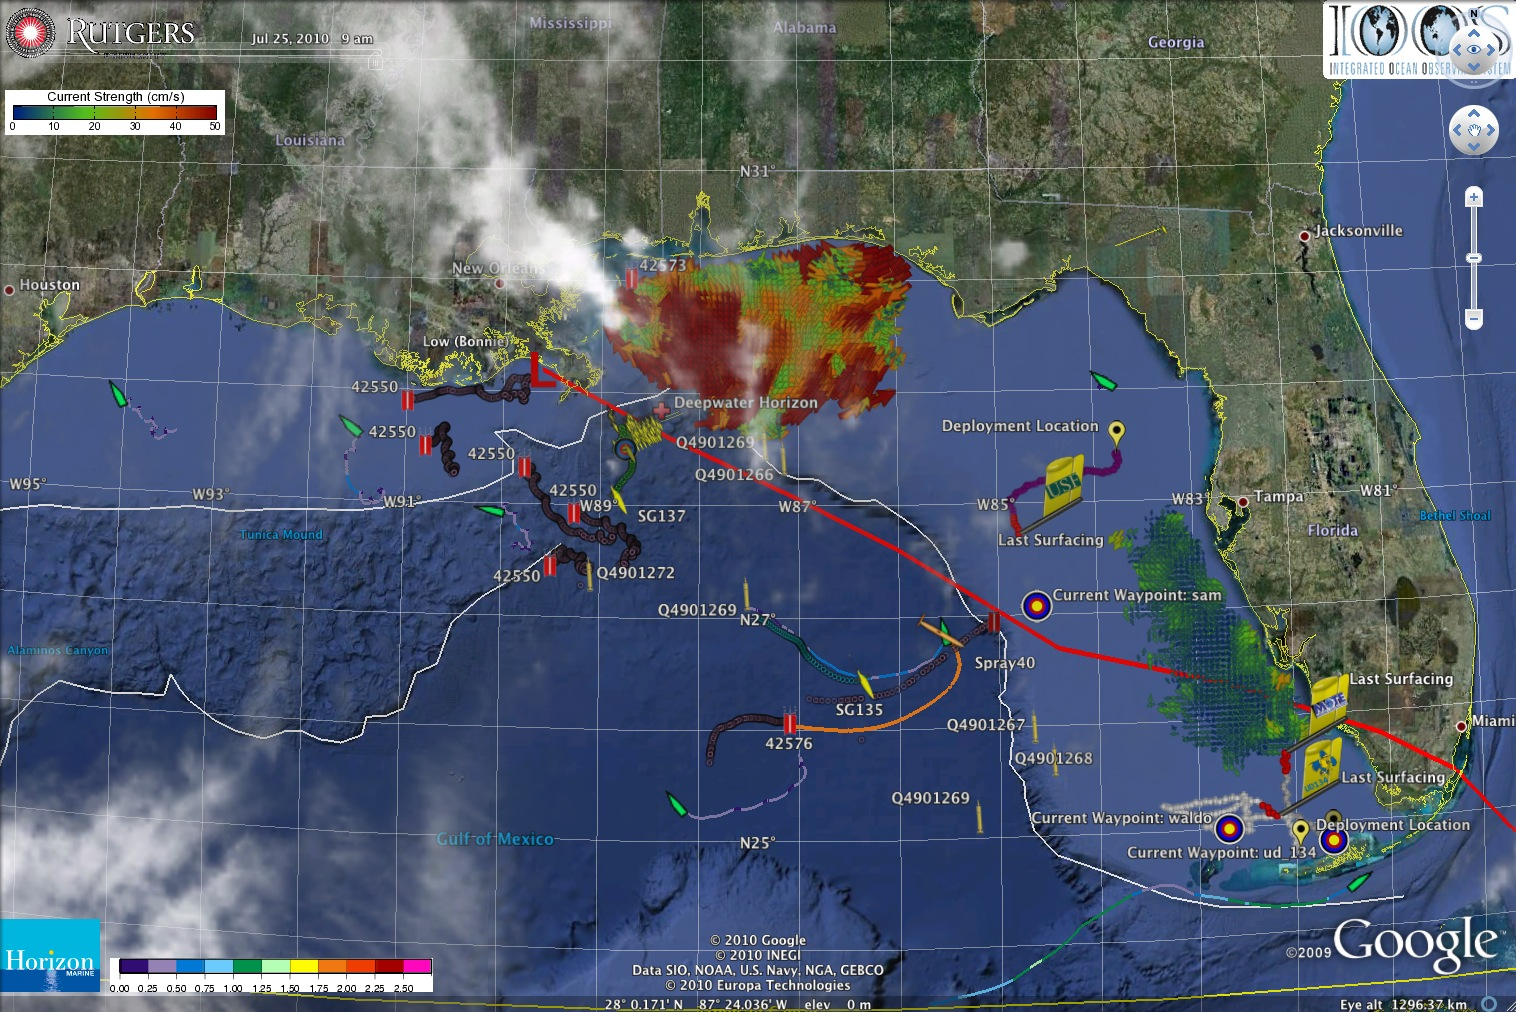 RUTGERS
Jul 25, 2010 9 am
Mississippi
Alabama
Georgia
IOOS
INTEGRATED OCEAN OBSERVING SYSTEM
N
Current Strength (cm/s)
0 10 20 30 40 50
Louisiana
N31°
Jacksonville
New Orleans
42573
Houston
Low (Bonnie)
L
42550
Deepwater Horizon
Deployment Location
42550
Q4901269
42550
Q4901266
W95°
W93°
W91°
42550
W89°
W87°
W85°
USF
W83°
Tampa
W81°
SG137
Bethel Shoal
Tunica Mound
Last Surfacing
Florida
42550
Q4901272
Current Waypoint: sam
Q4901269
N27°
Alaminos Canyon
Spray40
Last Surfacing
MOTE
SG135
Q4901267
Miami
42576
Q4901268
Last Surfacing
UD134
Q4901269
Current Waypoint: waldo
Deployment Location
Gulf of Mexico
N25°
Current Waypoint: ud_134
Horizon
MARINE
0.00 0.25 0.50 0.75 1.00 1.25 1.50 1.75 2.00 2.25 2.50
© 2010 Google
© 2010 INEGI
Data SIO, NOAA, U.S. Navy, NGA, GEBCO
© 2010 Europa Technologies
©2009 Google™
28° 0.171' N 87° 24.036' W elev 0 m
Eye alt 1296.37 km